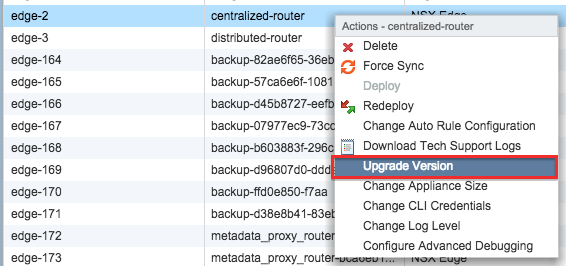 edge-2 centralized-router NSX Edge
Actions - centralized-router
edge-3 distributed-router
Delete
edge-164 backup-82ae6f65-36eb
Force Sync
edge-165 backup-57ca6e6f-1081
Deploy
edge-166 backup-d45b8727-eefb
Redeploy
edge-167 backup-07977ec9-73cd
Change Auto Rule Configuration
edge-168 backup-b603883f-296c
Download Tech Support Logs
edge-169 backup-d96807d0-ddde
Upgrade Version
edge-170 backup-ffd0e850-f7aa
Change Appliance Size
edge-171 backup-d38e8b41-83eb
Change CLI Credentials
Change Log Level
edge-172 metadata_proxy_router
Configure Advanced Debugging
edge-173 metadata_proxy_router-bca6eb1... NSX Edge